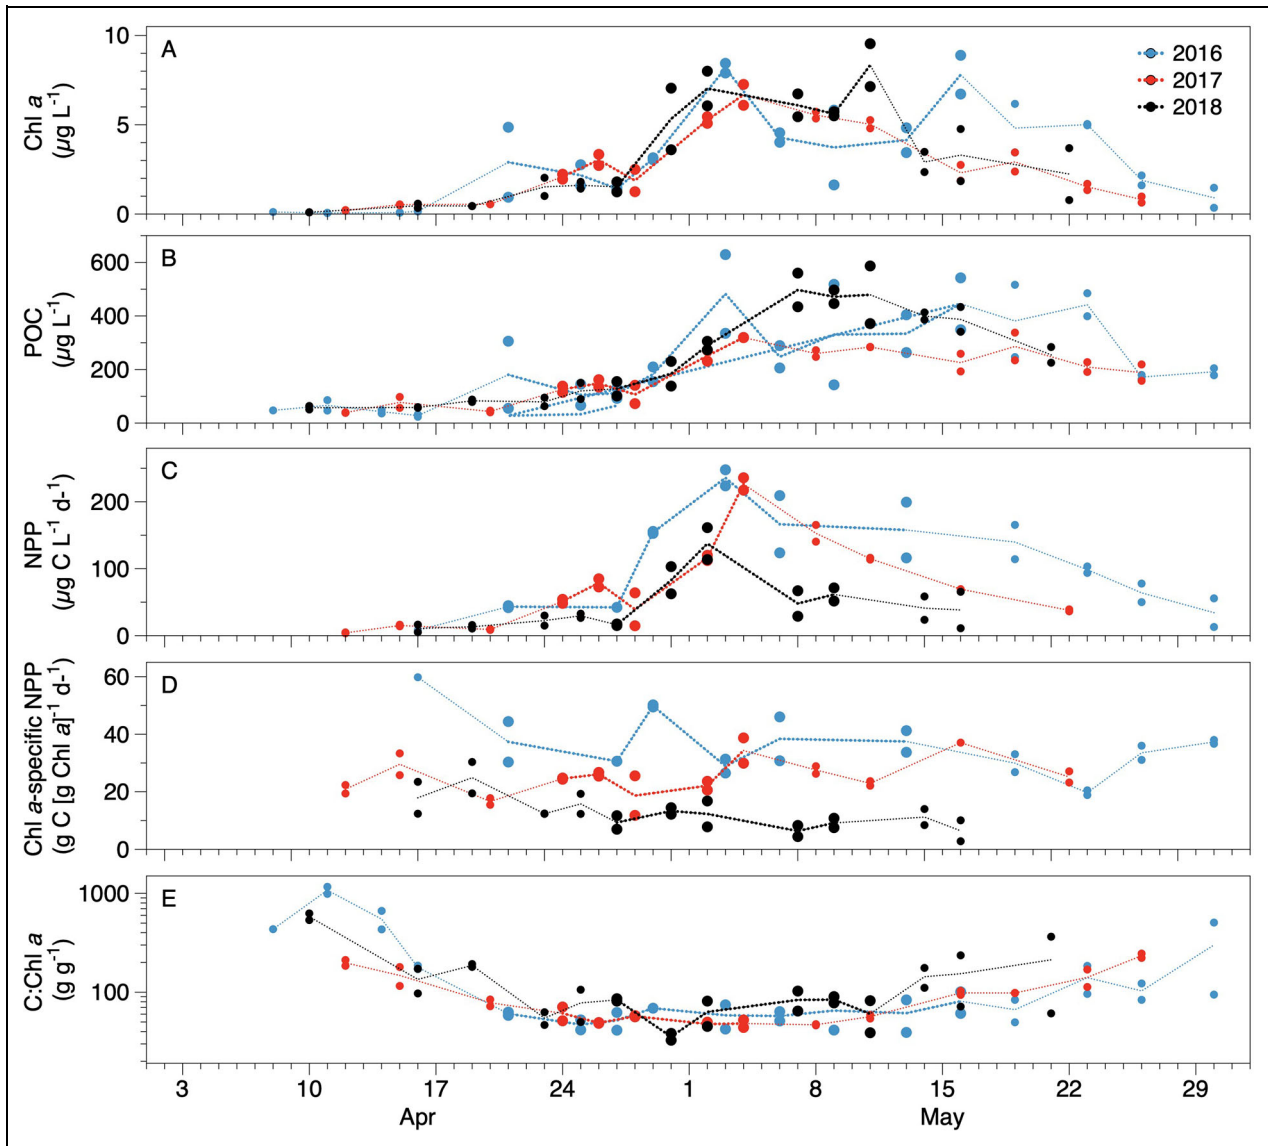 A
10
5
0
Chl a
(µg L-1)
2016
2017
2018
B
600
400
200
0
POC
(µg L-1)
C
200
100
0
NPP
(µg C L-1 d-1)
D
60
40
20
0
Chl a-specific NPP
(g C [g Chl a]-1 d-1)
E
1000
100
C:Chl a
(g g-1)
3 10 17 24 1 8 15 22 29
Apr May